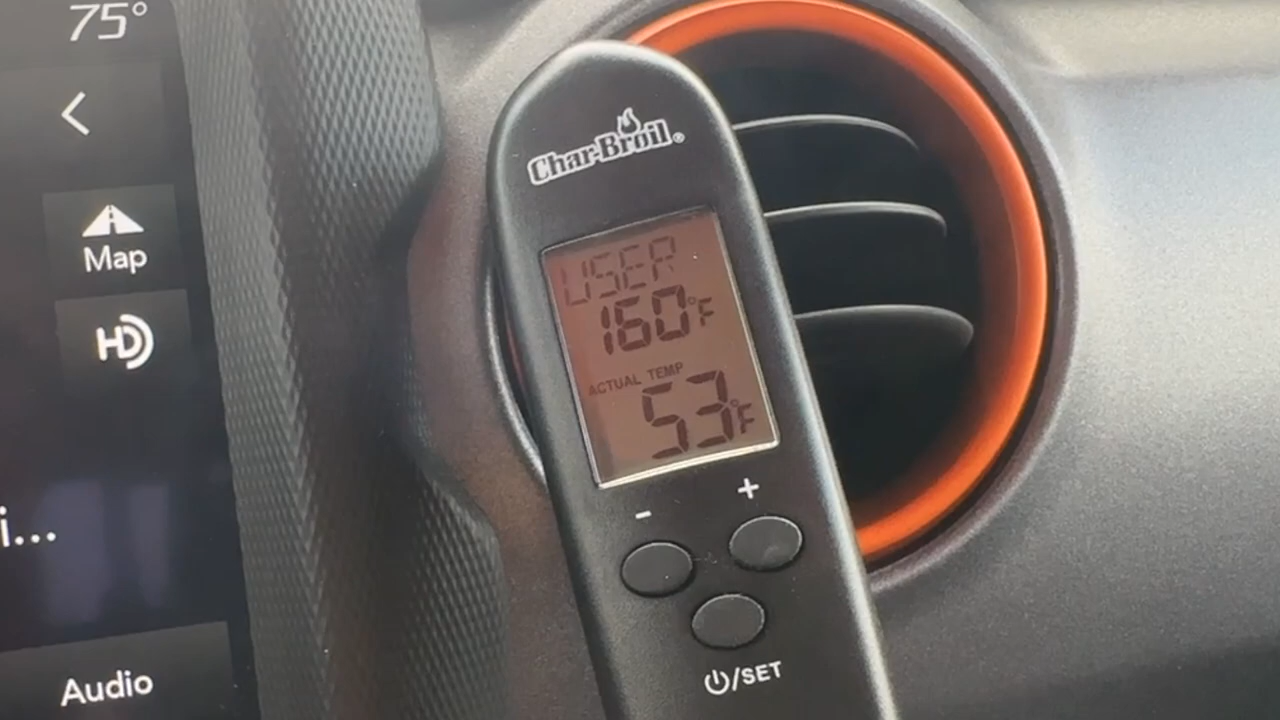 75°
Map
HD
i...
Audio
Char-Broil®
USER
160°F
ACTUAL TEMP
53°F
- +
⏻/SET